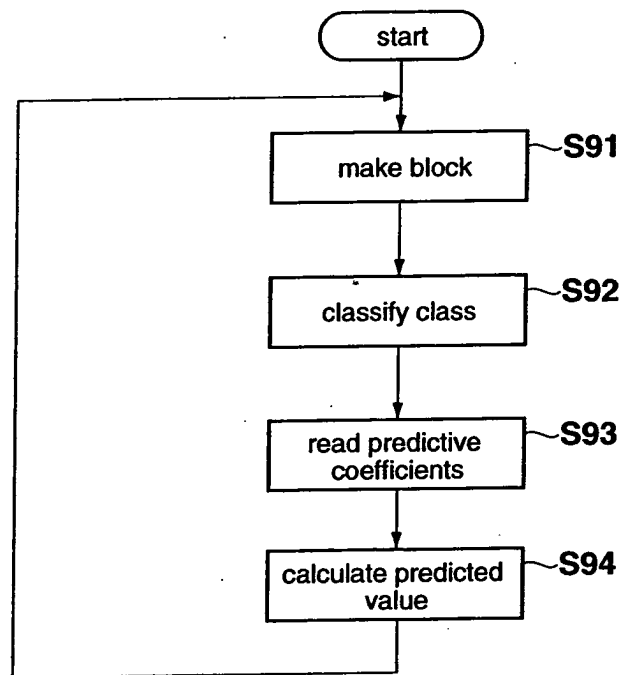 start
make block
S91
classify class
S92
read predictive
coefficients
S93
calculate predicted
value
S94